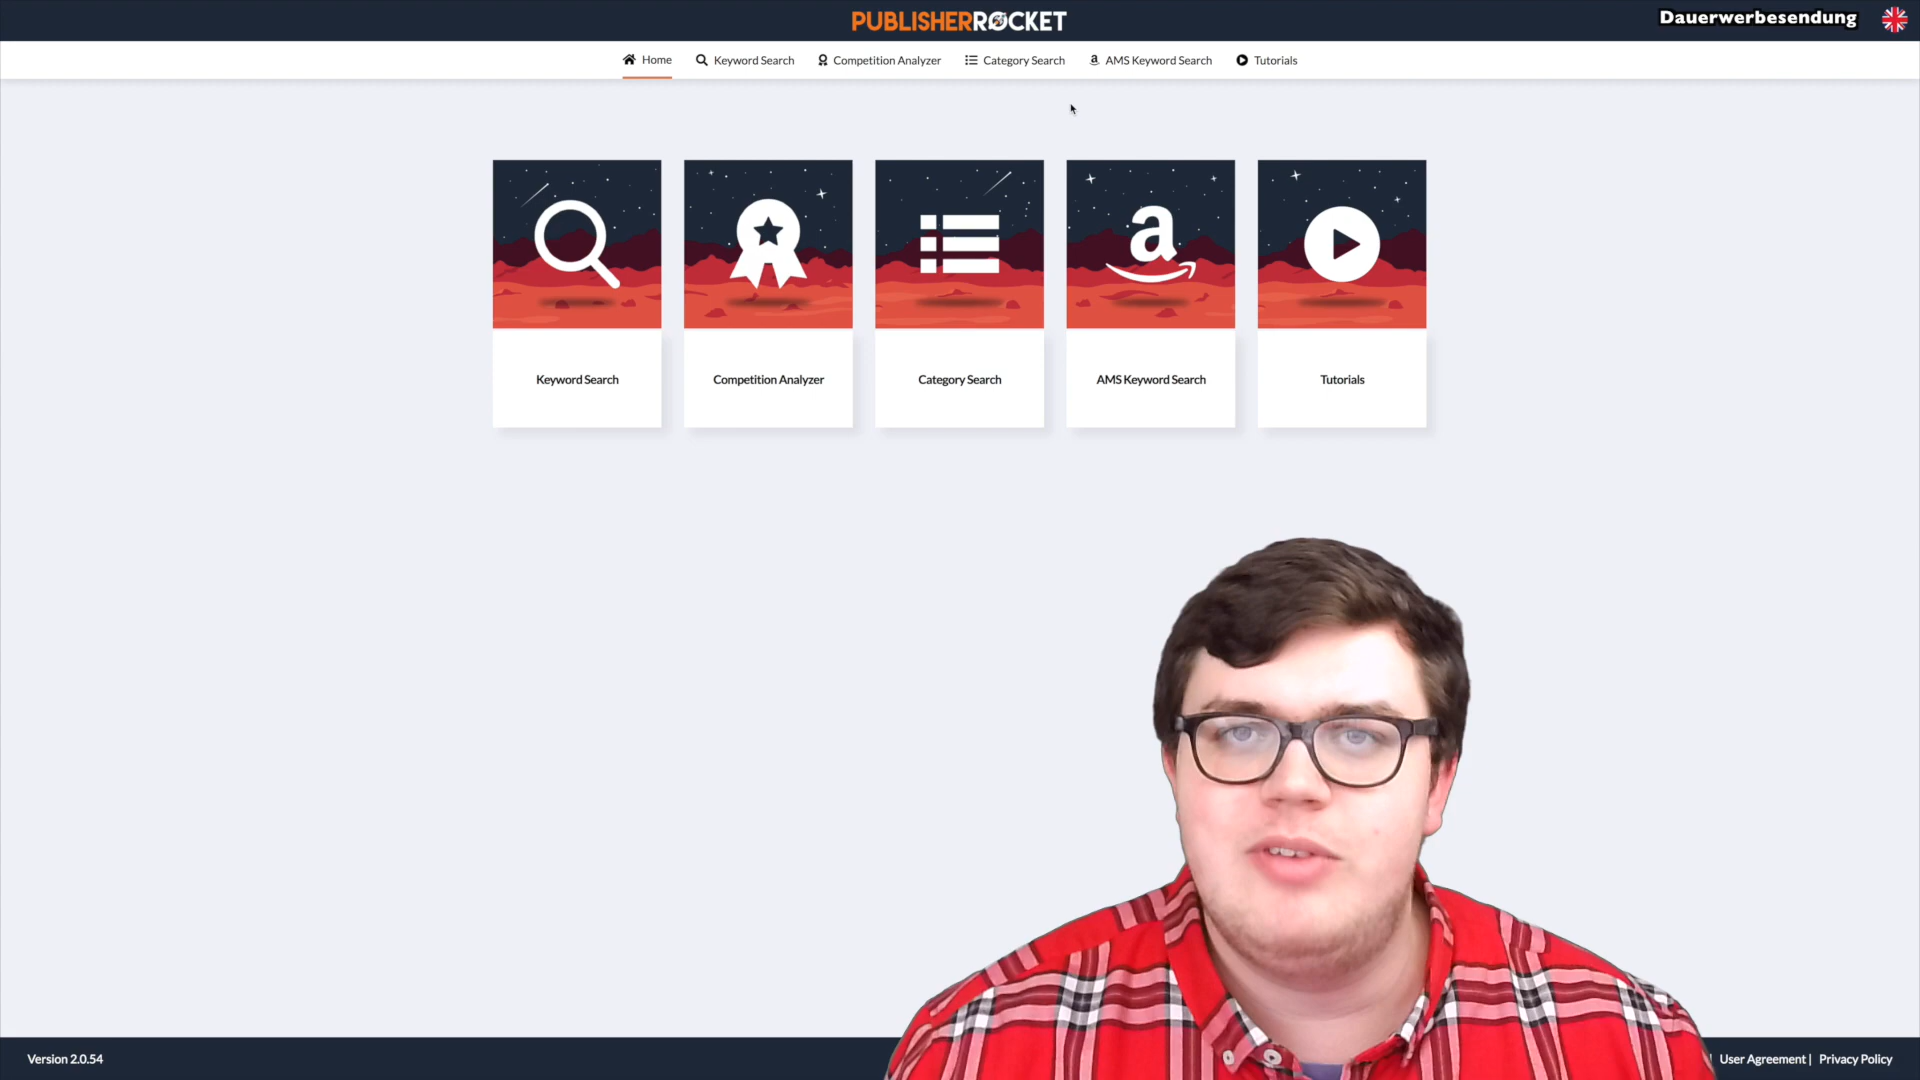 PUBLISHERROCKET
Dauerwerbesendung
Home
Keyword Search
Competition Analyzer
Category Search
AMS Keyword Search
Tutorials
Keyword Search
Competition Analyzer
Category Search
AMS Keyword Search
Tutorials
Version 2.0.54
| User Agreement | Privacy Policy